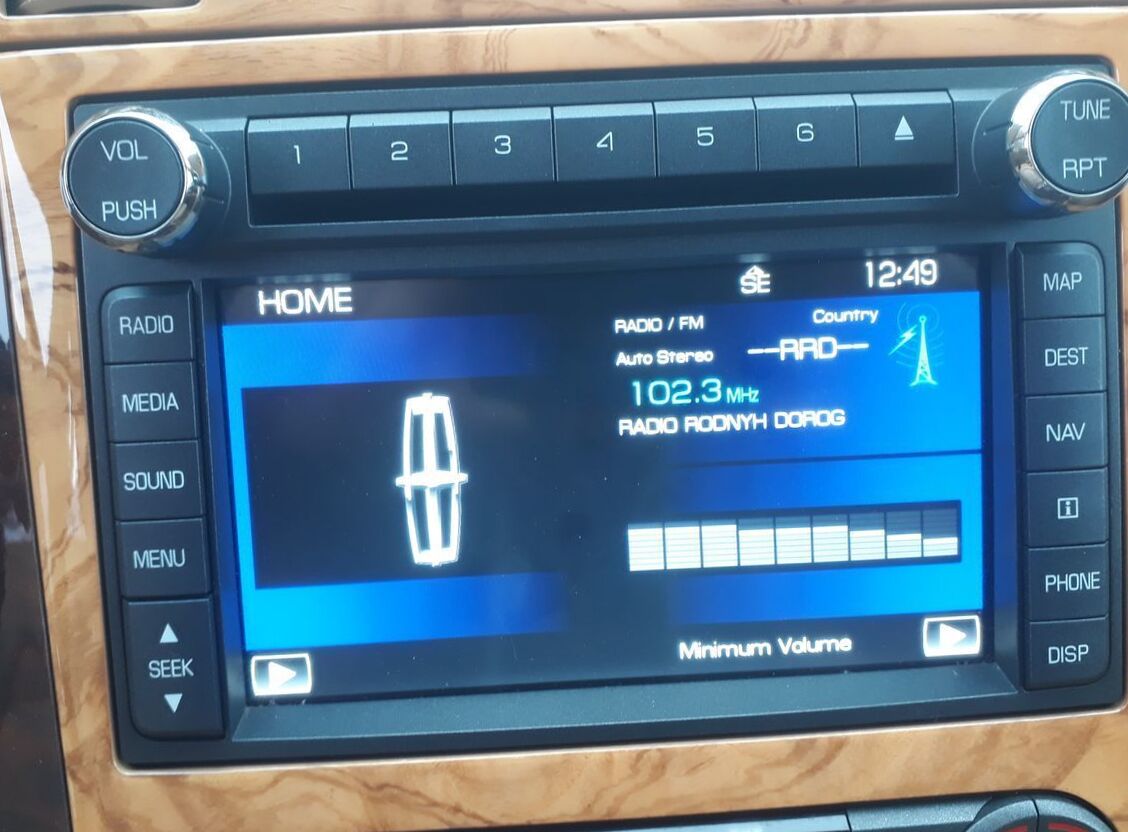 VOL
PUSH
1 2 3 4 5 6
TUNE
RPT
HOME
SE
12:49
RADIO / FM
Country
Auto Stereo
--RRD--
102.3 MHz
RADIO RODNYH DOROG
Minimum Volume
RADIO
MEDIA
SOUND
MENU
SEEK
MAP
DEST
NAV
i
PHONE
DISP